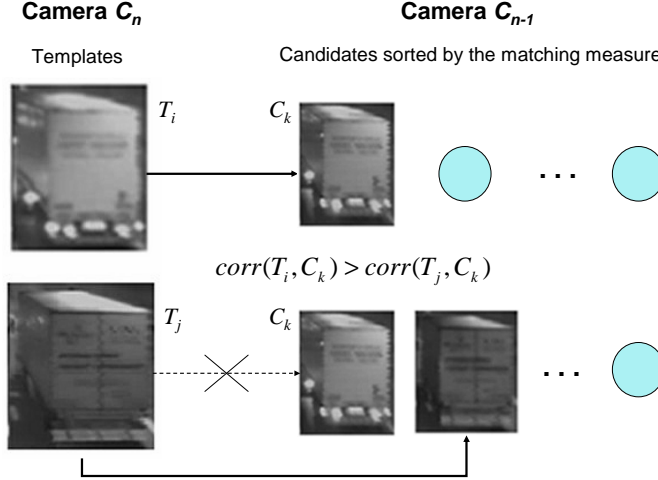 Camera Cn Camera Cn-1
Templates Candidates sorted by the matching measure
Ti Ck
. . .
corr(Ti, Ck) > corr(Tj, Ck)
Tj Ck
. . .